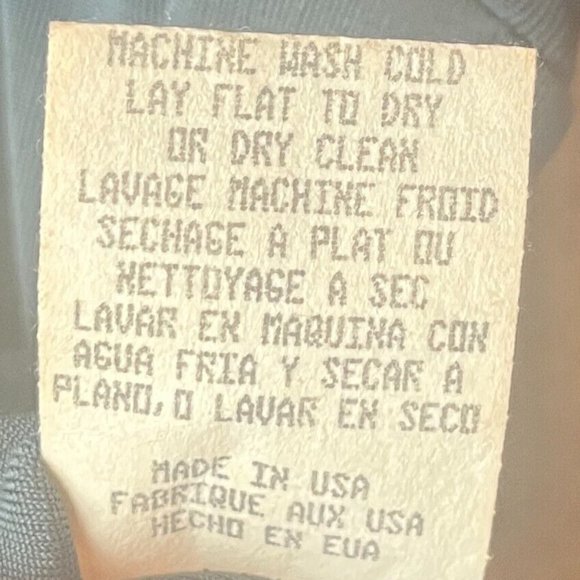 MACHINE WASH COLD
LAY FLAT TO DRY
OR DRY CLEAN
LAVAGE MACHINE FROID
SECHAGE A PLAT OU
NETTOYAGE A SEC
LAVAR EN MAQUINA CON
AGUA FRIA Y SECAR A
PLANO, O LAVAR EN SECO
MADE IN USA
FABRIQUE AUX USA
HECHO EN EUA